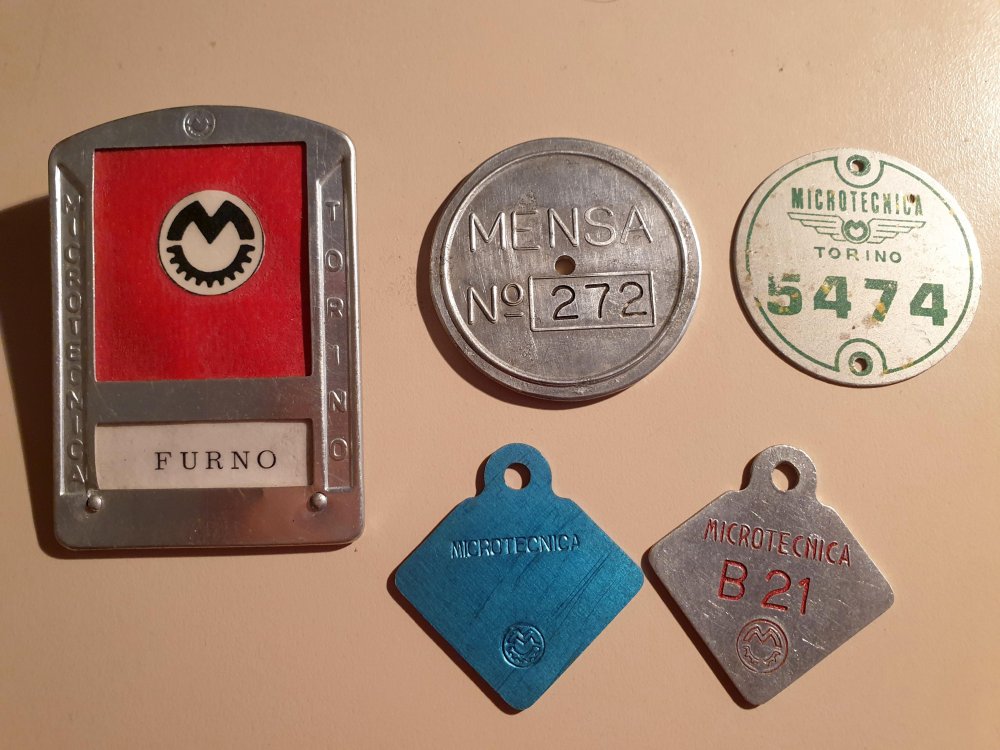 MICROTECNICA
TORINO
FURNO
MENSA
Nº 272
MICROTECNICA
TORINO
5474
MICROTECNICA
MICROTECNICA
B 21